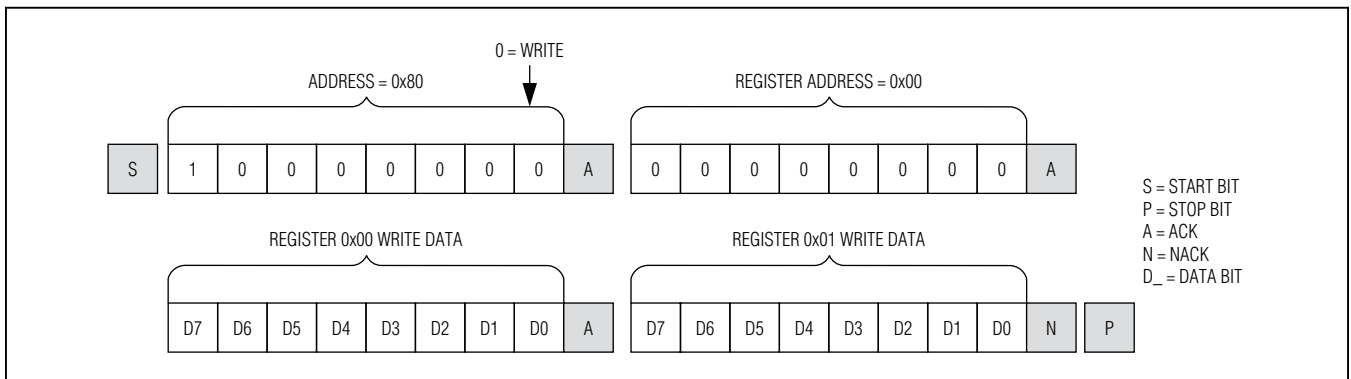 0 = WRITE
ADDRESS = 0x80
REGISTER ADDRESS = 0x00
S 1 0 0 0 0 0 0 0 A 0 0 0 0 0 0 0 0 A
S = START BIT
P = STOP BIT
A = ACK
N = NACK
D_ = DATA BIT
REGISTER 0x00 WRITE DATA
REGISTER 0x01 WRITE DATA
D7 D6 D5 D4 D3 D2 D1 D0 A D7 D6 D5 D4 D3 D2 D1 D0 N P